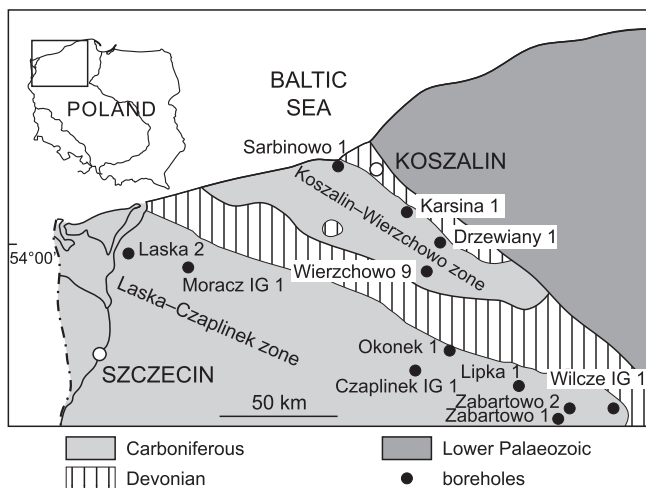 BALTIC
SEA
POLAND
Sarbinowo 1
KOSZALIN
Koszalin–Wierzchowo zone
Karsina 1
Drzewiany 1
54°00'
Laska 2
Wierzchowo 9
Moracz IG 1
Laska–Czaplinek zone
Okonek 1
SZCZECIN
Czaplinek IG 1
Lipka 1
Wilcze IG 1
50 km
Zabartowo 2
Zabartowo 1
Carboniferous
Lower Palaeozoic
Devonian
boreholes